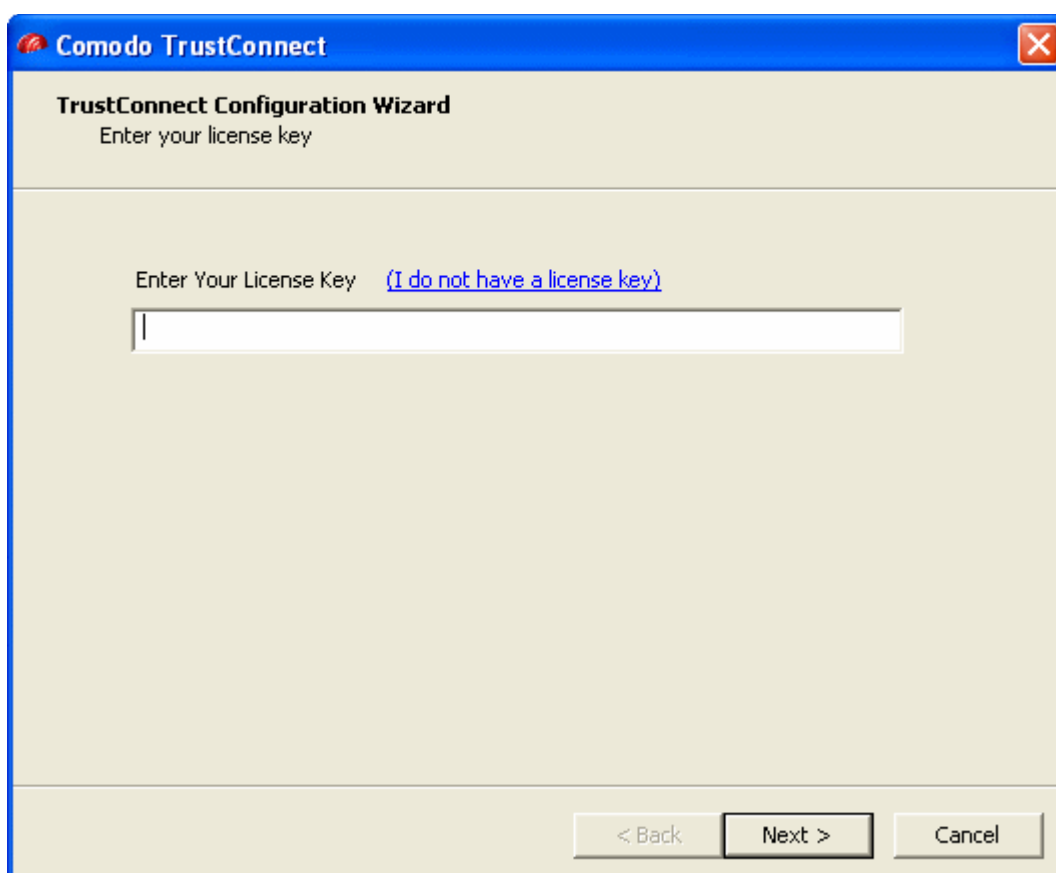 Comodo TrustConnect
TrustConnect Configuration Wizard
Enter your license key
Enter Your License Key (I do not have a license key)
< Back Next > Cancel